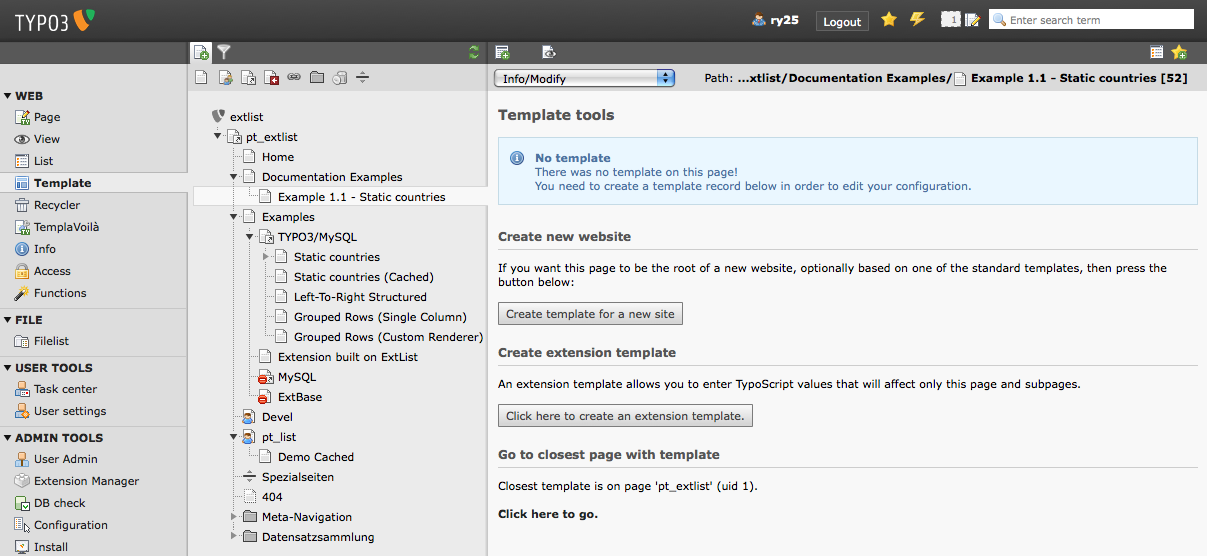 TYPO3
ry25
Logout
1
Enter search term
Info/Modify
Path: ...xtlist/Documentation Examples/ Example 1.1 - Static countries [52]
WEB
Page
View
List
Template
Recycler
TemplaVoilà
Info
Access
Functions
FILE
Filelist
USER TOOLS
Task center
User settings
ADMIN TOOLS
User Admin
Extension Manager
DB check
Configuration
Install
extlist
pt_extlist
Home
Documentation Examples
Example 1.1 - Static countries
Examples
TYPO3/MySQL
Static countries
Static countries (Cached)
Left-To-Right Structured
Grouped Rows (Single Column)
Grouped Rows (Custom Renderer)
Extension built on ExtList
MySQL
ExtBase
Devel
pt_list
Demo Cached
Spezialseiten
404
Meta-Navigation
Datensatzsammlung
Template tools
No template
There was no template on this page!
You need to create a template record below in order to edit your configuration.
Create new website
If you want this page to be the root of a new website, optionally based on one of the standard templates, then press the
button below:
Create template for a new site
Create extension template
An extension template allows you to enter TypoScript values that will affect only this page and subpages.
Click here to create an extension template.
Go to closest page with template
Closest template is on page 'pt_extlist' (uid 1).
Click here to go.